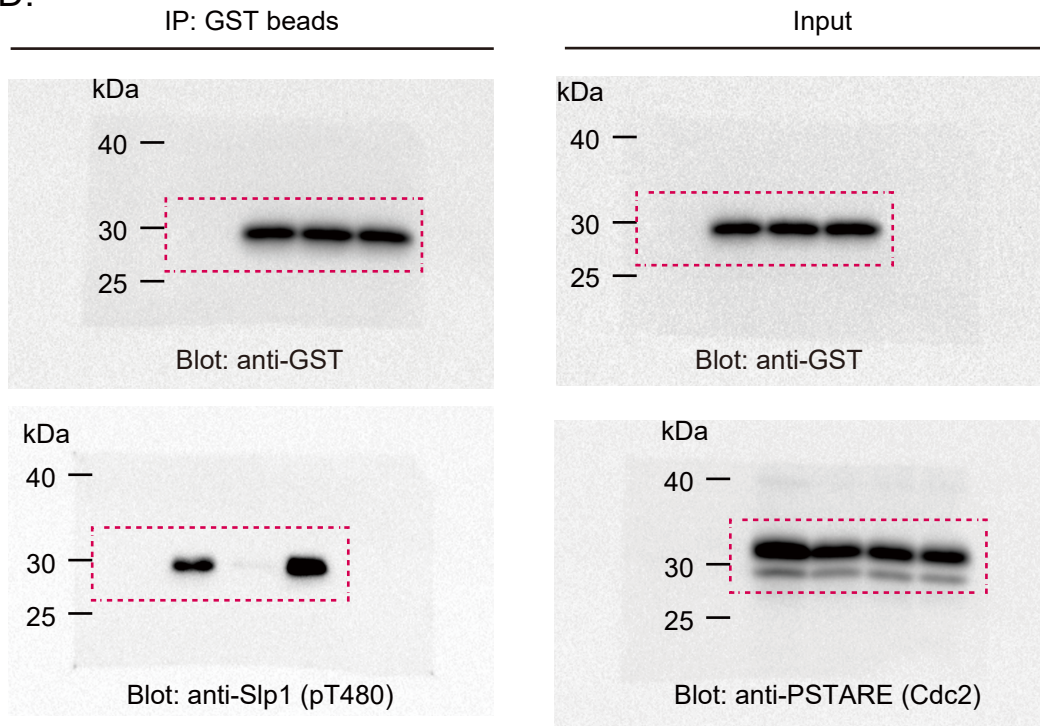 D.
IP: GST beads
Input
kDa
40
30
25
Blot: anti-GST
kDa
40
30
25
Blot: anti-GST
kDa
40
30
25
Blot: anti-Slp1 (pT480)
kDa
40
30
25
Blot: anti-PSTARE (Cdc2)